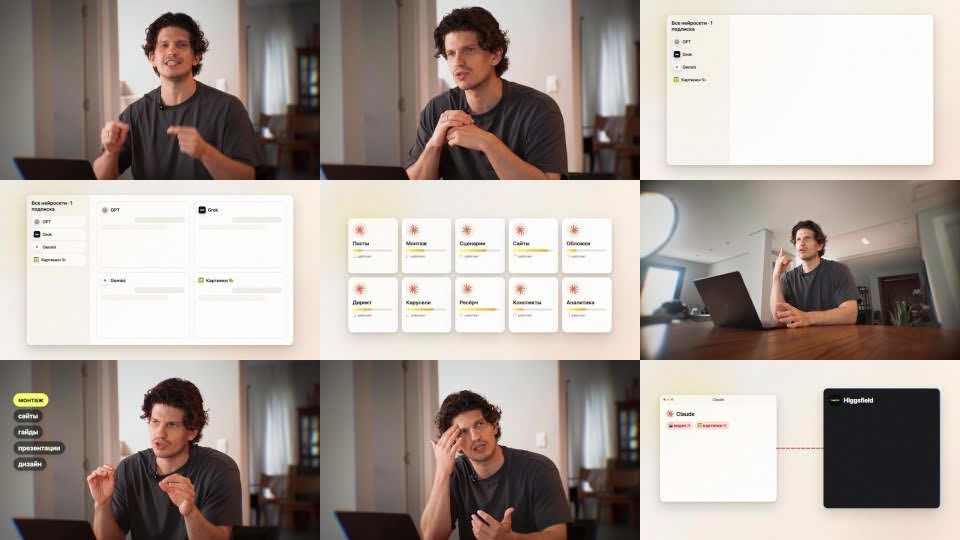 Все нейросети · 1
подписка
GPT
Grok
Gemini
Картинки
Все нейросети · 1
подписка
GPT
Grok
Gemini
Картинки
GPT
Grok
Gemini
Картинки
Посты
Монтаж
Сценарии
Сайты
Обложки
Директ
Карусели
Ресёрч
Конспекты
Аналитика
монтаж
сайты
гайды
презентации
дизайн
Claude
Claude
видео
картинки
Higgsfield